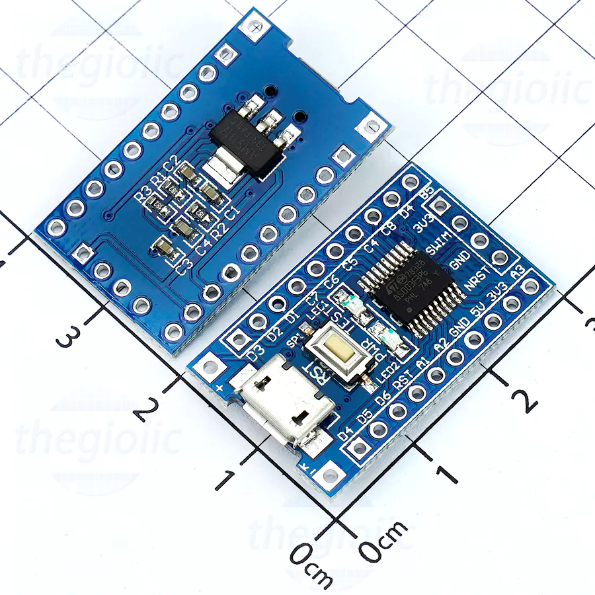 thegioiic
thegioiic
thegioiic
thegioiic
C2
R1
R3
C1
R2
C4
C3
B5
3V3
SWIM
GND
NRST
D4
C8
C4
C5
C6
C7
D1
D2
D3
LED1
TEST
PWR
LED2
RST
D4 D5 D6 RST A1 A2 GND 5V 3V3 A3
+
1
2
3
0cm
0cm
1
2
3